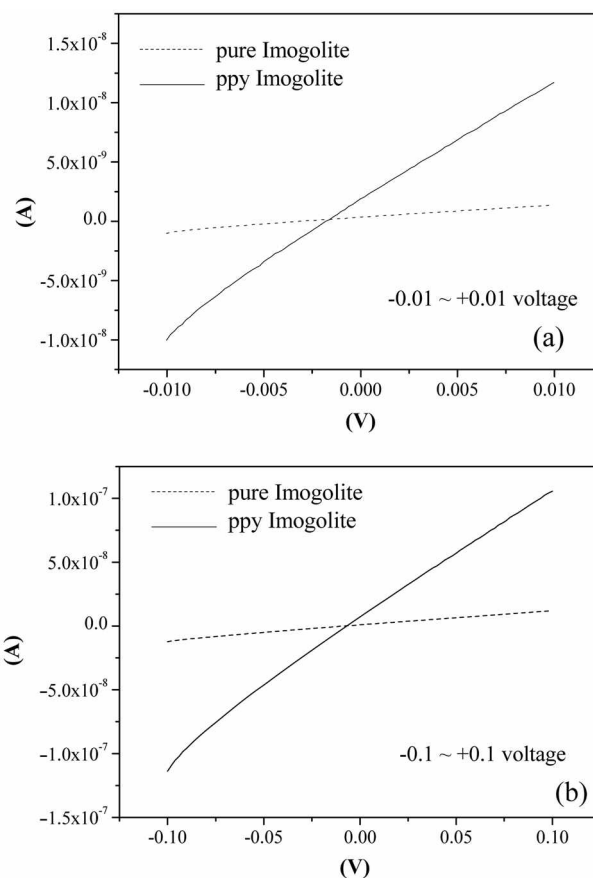 1.5x10⁻⁸
pure Imogolite
ppy Imogolite
1.0x10⁻⁸
5.0x10⁻⁹
(A)
0.0
-5.0x10⁻⁹
-0.01 ~ +0.01 voltage
-1.0x10⁻⁸
(a)
-0.010 -0.005 0.000 0.005 0.010
(V)
pure Imogolite
1.0x10⁻⁷
ppy Imogolite
5.0x10⁻⁸
0.0
(A)
-5.0x10⁻⁸
-1.0x10⁻⁷
-0.1 ~ +0.1 voltage
(b)
-1.5x10⁻⁷
-0.10 -0.05 0.00 0.05 0.10
(V)